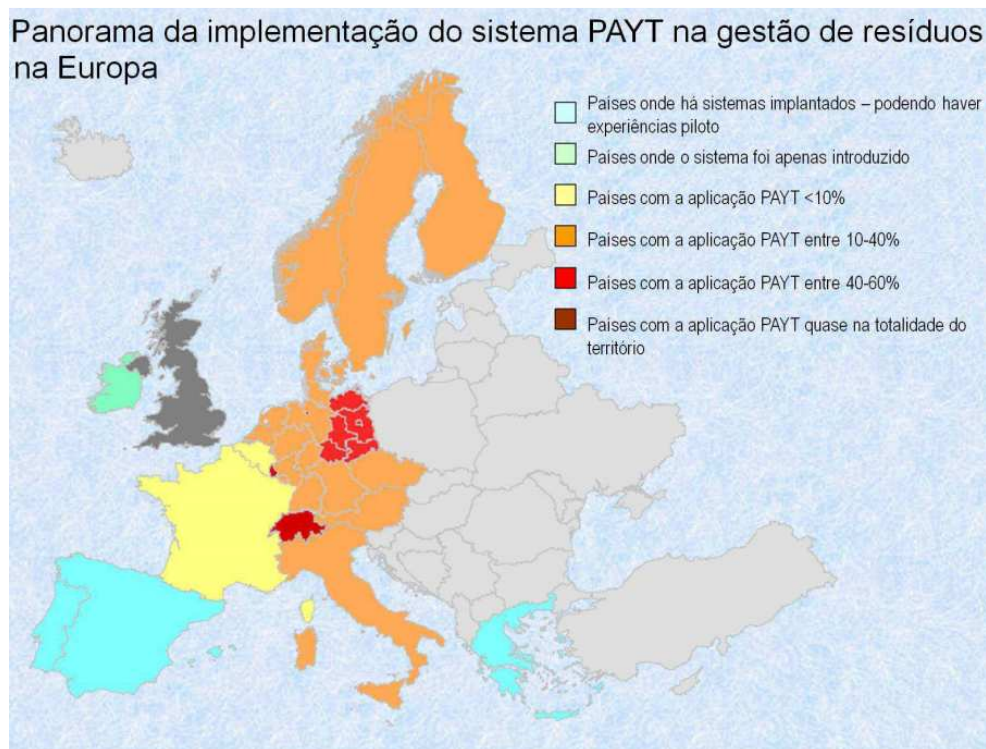 Panorama da implementação do sistema PAYT na gestão de resíduos
na Europa
Países onde há sistemas implantados – podendo haver
experiências piloto
Países onde o sistema foi apenas introduzido
Países com a aplicação PAYT <10%
Países com a aplicação PAYT entre 10-40%
Países com a aplicação PAYT entre 40-60%
Países com a aplicação PAYT quase na totalidade do
território